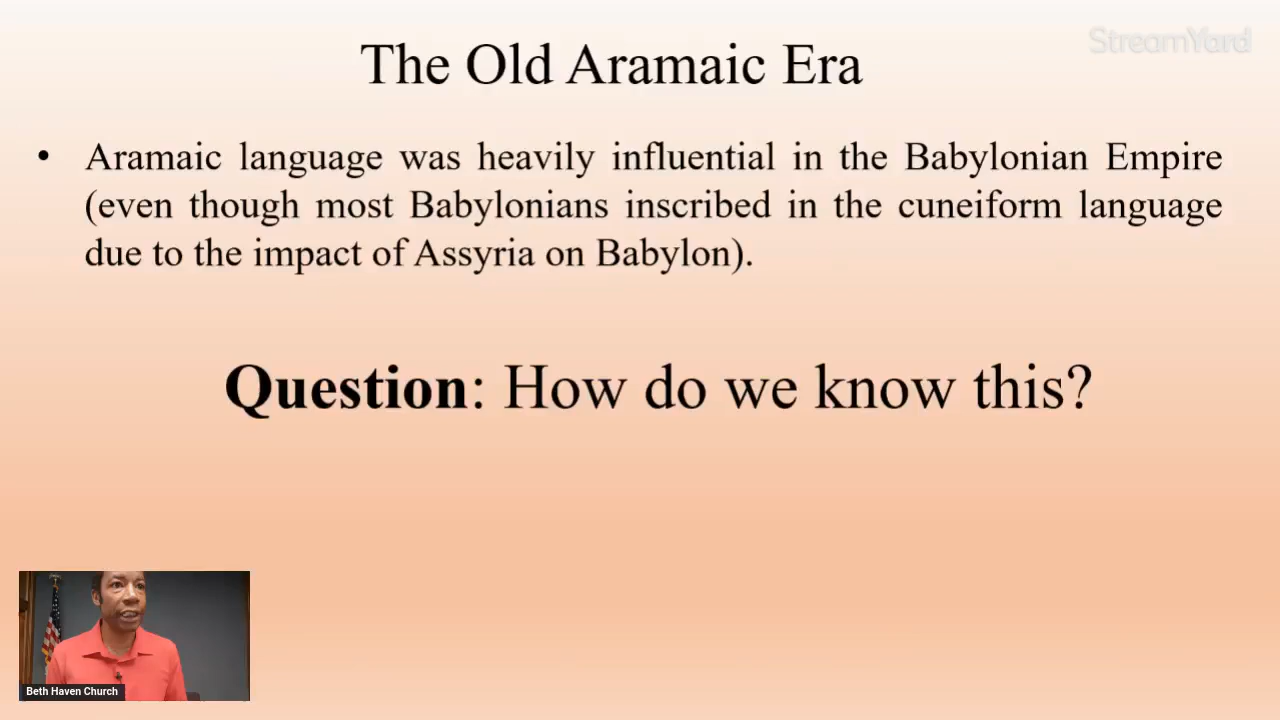 StreamYard
The Old Aramaic Era
• Aramaic language was heavily influential in the Babylonian Empire
(even though most Babylonians inscribed in the cuneiform language
due to the impact of Assyria on Babylon).
Question: How do we know this?
Beth Haven Church